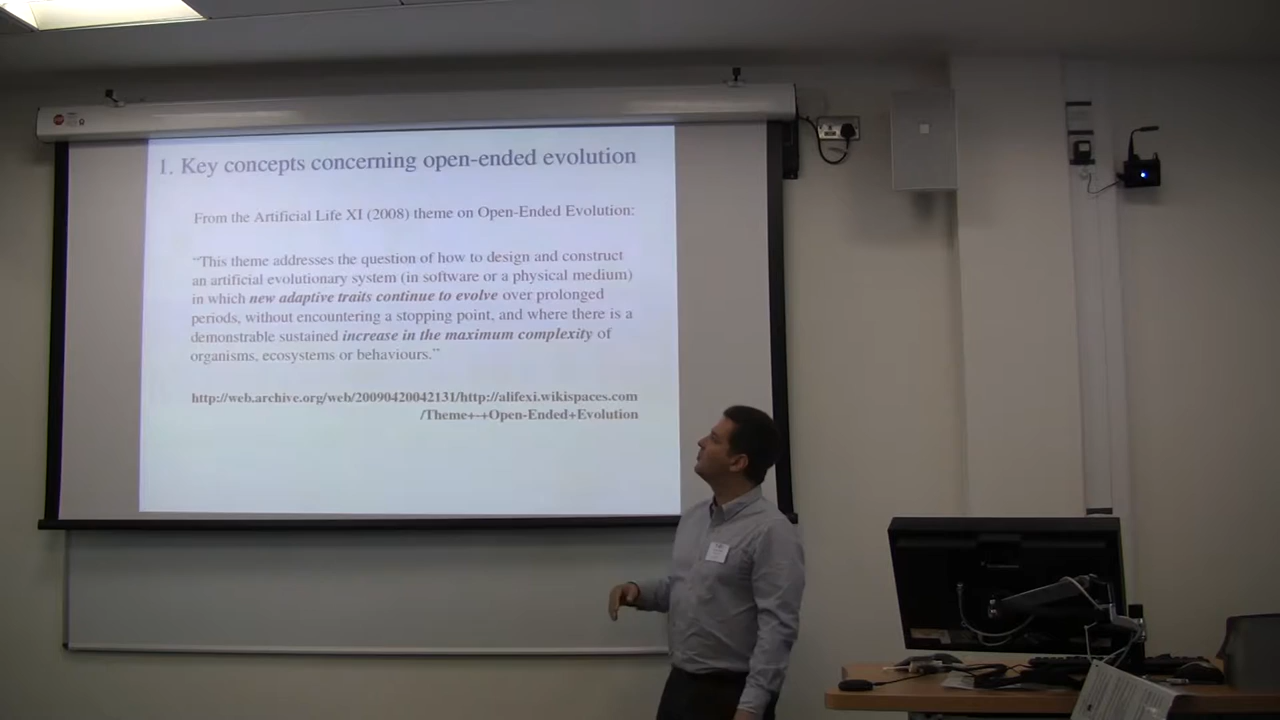 1. Key concepts concerning open-ended evolution
From the Artificial Life XI (2008) theme on Open-Ended Evolution:
“This theme addresses the question of how to design and construct
an artificial evolutionary system (in software or a physical medium)
in which new adaptive traits continue to evolve over prolonged
periods, without encountering a stopping point, and where there is a
demonstrable sustained increase in the maximum complexity of
organisms, ecosystems or behaviours.”
http://web.archive.org/web/20090420042131/http://alifexi.wikispaces.com
/Theme+-+Open-Ended+Evolution